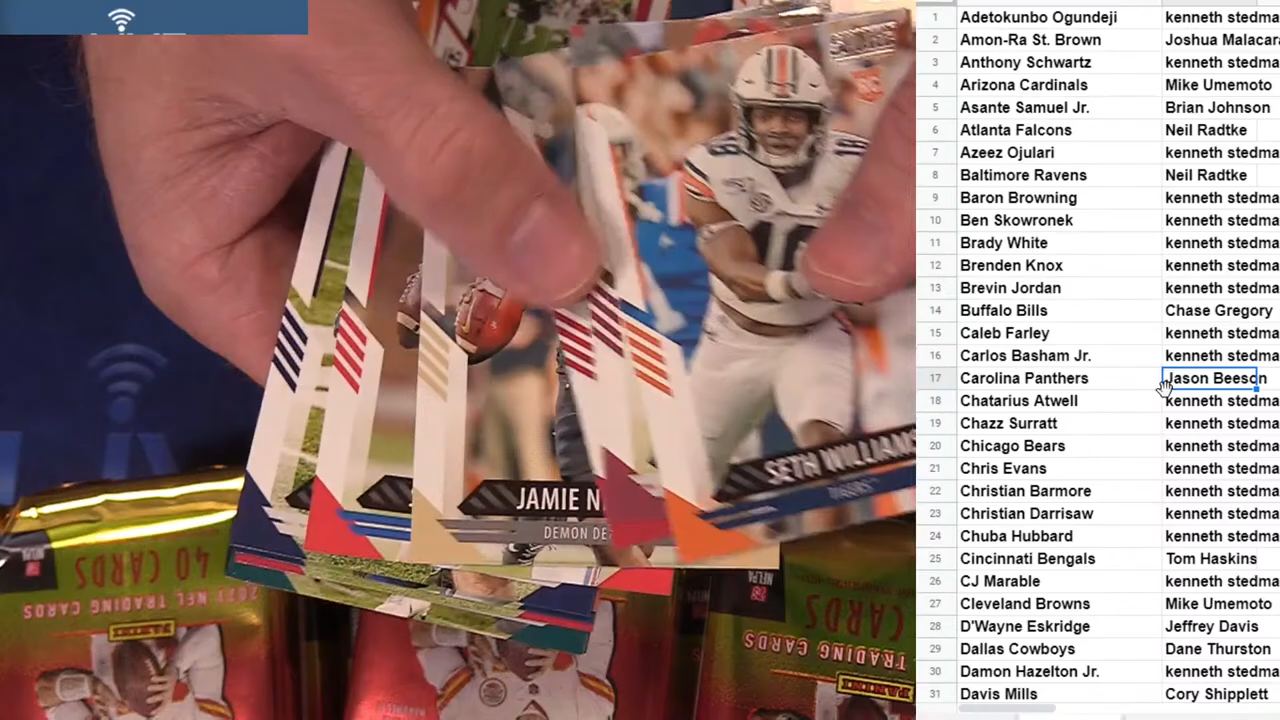 SCORE
18
18
SETH WILLIAMS
TIGERS
JAMIE N
DEMON DE
40 CARDS
NFL TRADING CARDS
PANINI
NFLPA
CARDS
TRADING CARDS
PANINI
1 Adetokunbo Ogundeji kenneth stedma
2 Amon-Ra St. Brown Joshua Malacara
3 Anthony Schwartz kenneth stedma
4 Arizona Cardinals Mike Umemoto
5 Asante Samuel Jr. Brian Johnson
6 Atlanta Falcons Neil Radtke
7 Azeez Ojulari kenneth stedma
8 Baltimore Ravens Neil Radtke
9 Baron Browning kenneth stedma
10 Ben Skowronek kenneth stedma
11 Brady White kenneth stedma
12 Brenden Knox kenneth stedma
13 Brevin Jordan kenneth stedma
14 Buffalo Bills Chase Gregory
15 Caleb Farley kenneth stedma
16 Carlos Basham Jr. kenneth stedma
17 Carolina Panthers Jason Beeson
18 Chatarius Atwell kenneth stedma
19 Chazz Surratt kenneth stedma
20 Chicago Bears kenneth stedma
21 Chris Evans kenneth stedma
22 Christian Barmore kenneth stedma
23 Christian Darrisaw kenneth stedma
24 Chuba Hubbard kenneth stedma
25 Cincinnati Bengals Tom Haskins
26 CJ Marable kenneth stedma
27 Cleveland Browns Mike Umemoto
28 D'Wayne Eskridge Jeffrey Davis
29 Dallas Cowboys Dane Thurston
30 Damon Hazelton Jr. kenneth stedma
31 Davis Mills Cory Shipplett